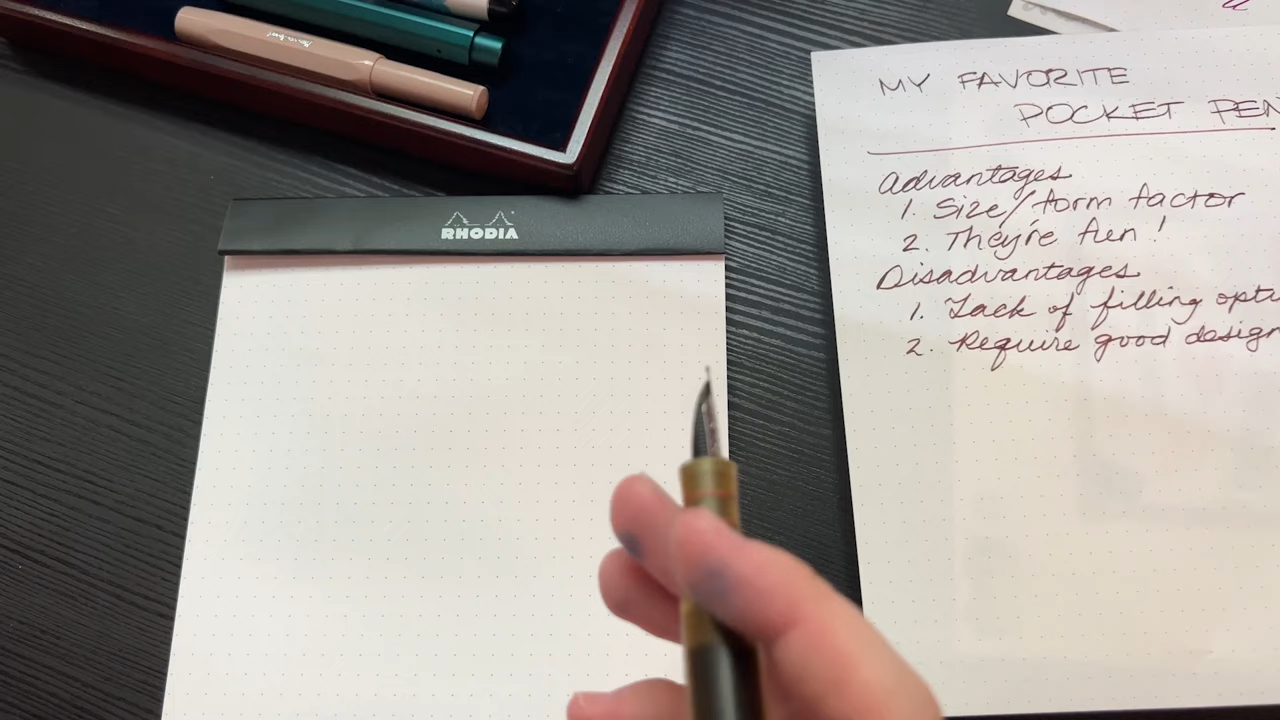 RHODIA
MY FAVORITE
POCKET PEN
Advantages
1. Size/form factor
2. They're fun!
Disadvantages
1. Lack of filling opti
2. Require good design